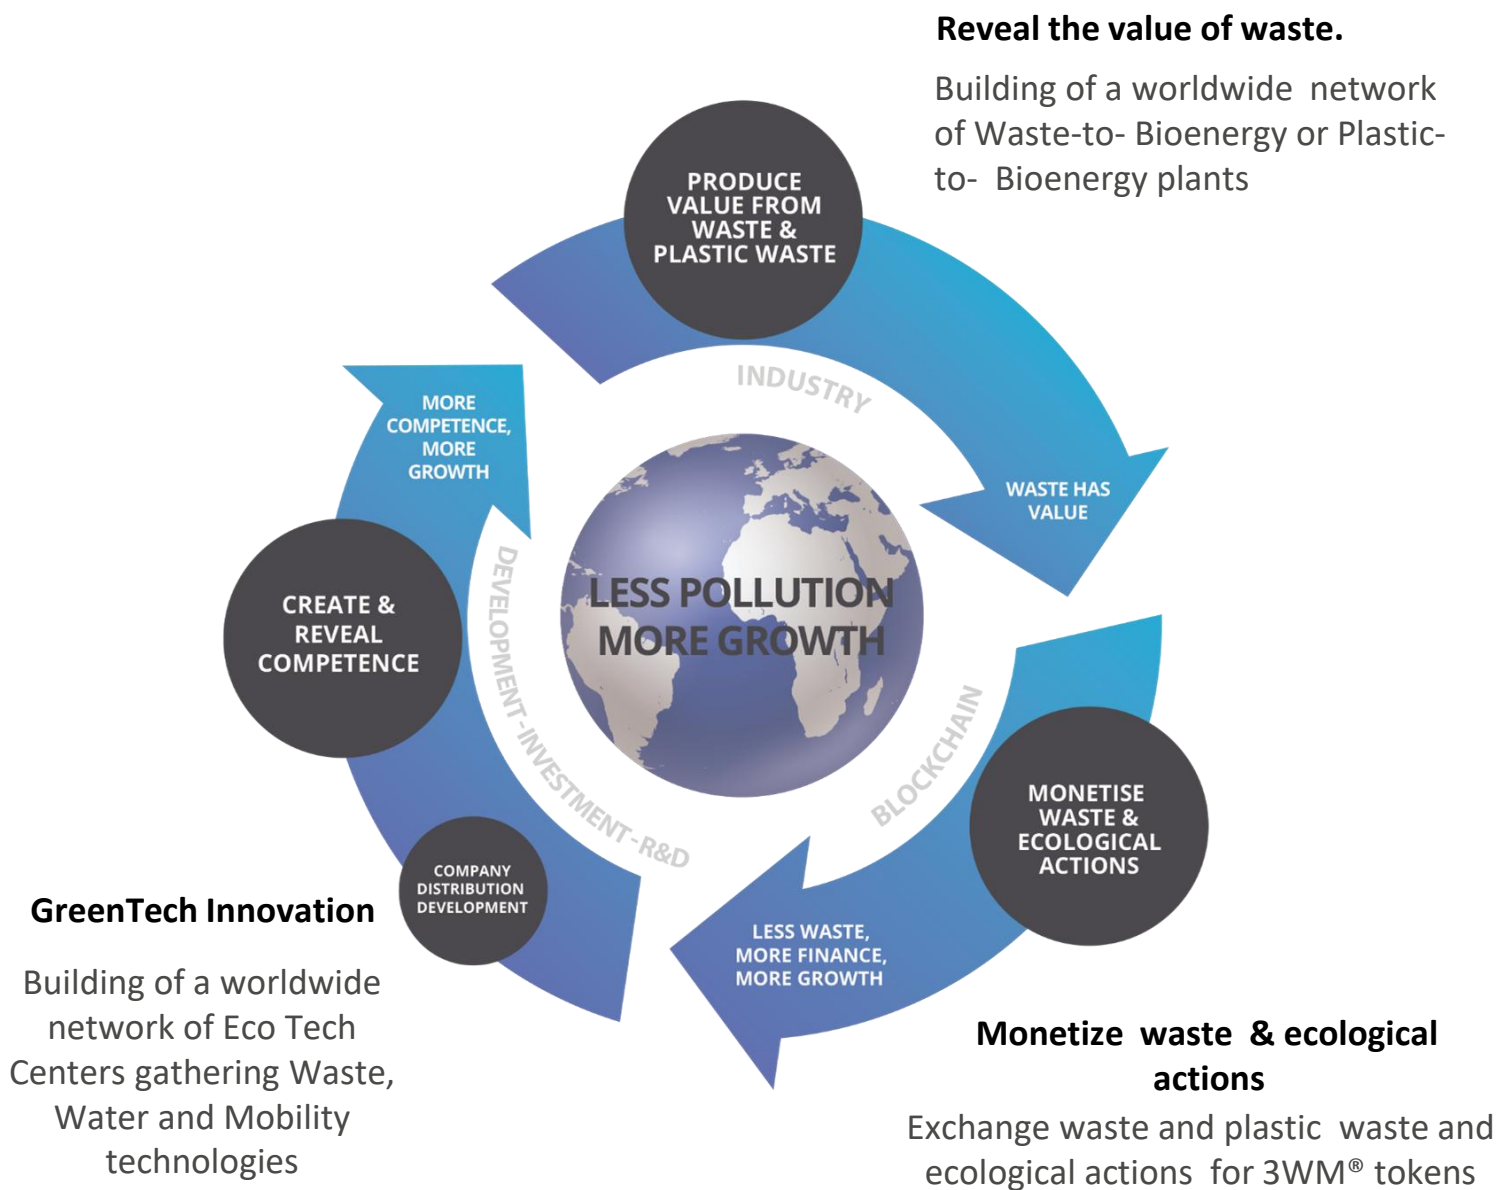 Reveal the value of waste.
Building of a worldwide network
of Waste-to- Bioenergy or Plastic-
to- Bioenergy plants
PRODUCE
VALUE FROM
WASTE &
PLASTIC WASTE
INDUSTRY
WASTE HAS
VALUE
MORE
COMPETENCE,
MORE
GROWTH
LESS POLLUTION
MORE GROWTH
CREATE &
REVEAL
COMPETENCE
DEVELOPMENT-INVESTMENT-R&D
BLOCKCHAIN
MONETISE
WASTE &
ECOLOGICAL
ACTIONS
COMPANY
DISTRIBUTION
DEVELOPMENT
LESS WASTE,
MORE FINANCE,
MORE GROWTH
GreenTech Innovation
Building of a worldwide
network of Eco Tech
Centers gathering Waste,
Water and Mobility
technologies
Monetize waste & ecological
actions
Exchange waste and plastic waste and
ecological actions for 3WM® tokens